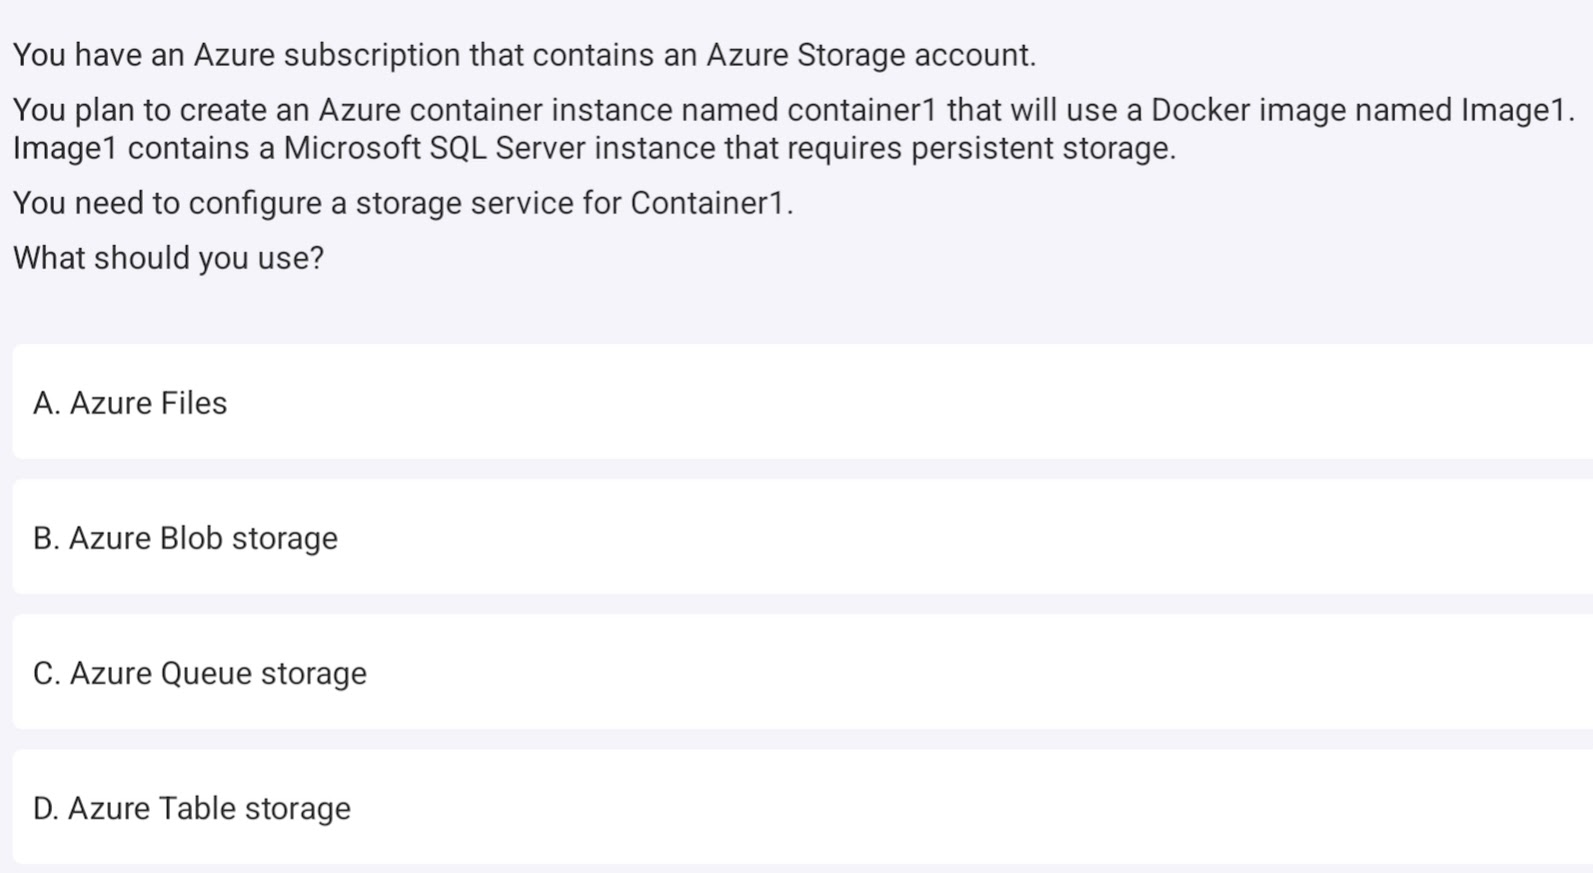 You have an Azure subscription that contains an Azure Storage account.
You plan to create an Azure container instance named container1 that will use a Docker image named Image1.
Image1 contains a Microsoft SQL Server instance that requires persistent storage.
You need to configure a storage service for Container1.
What should you use?
A. Azure Files
B. Azure Blob storage
C. Azure Queue storage
D. Azure Table storage